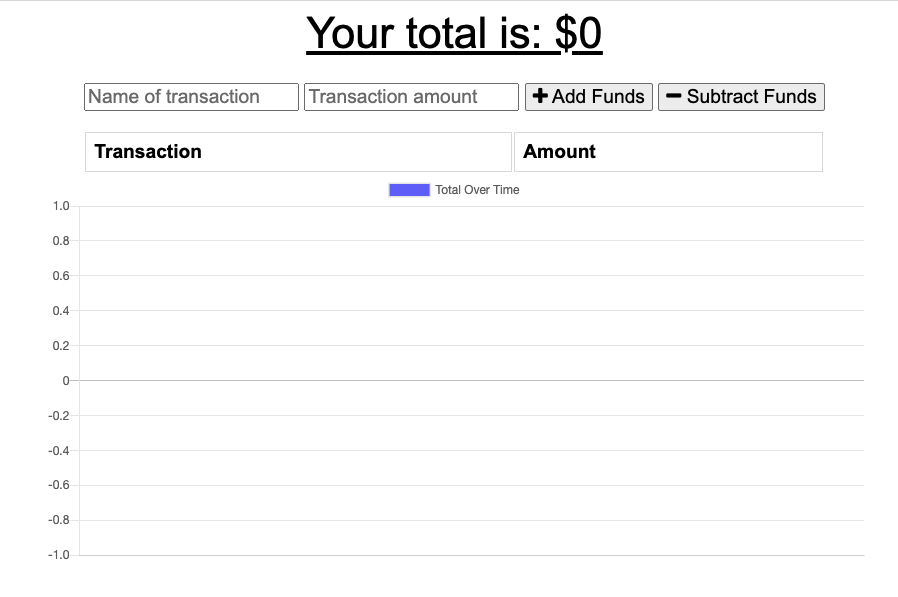 Your total is: $0
Name of transaction Transaction amount + Add Funds − Subtract Funds
Transaction Amount
Total Over Time
1.0
0.8
0.6
0.4
0.2
0
-0.2
-0.4
-0.6
-0.8
-1.0